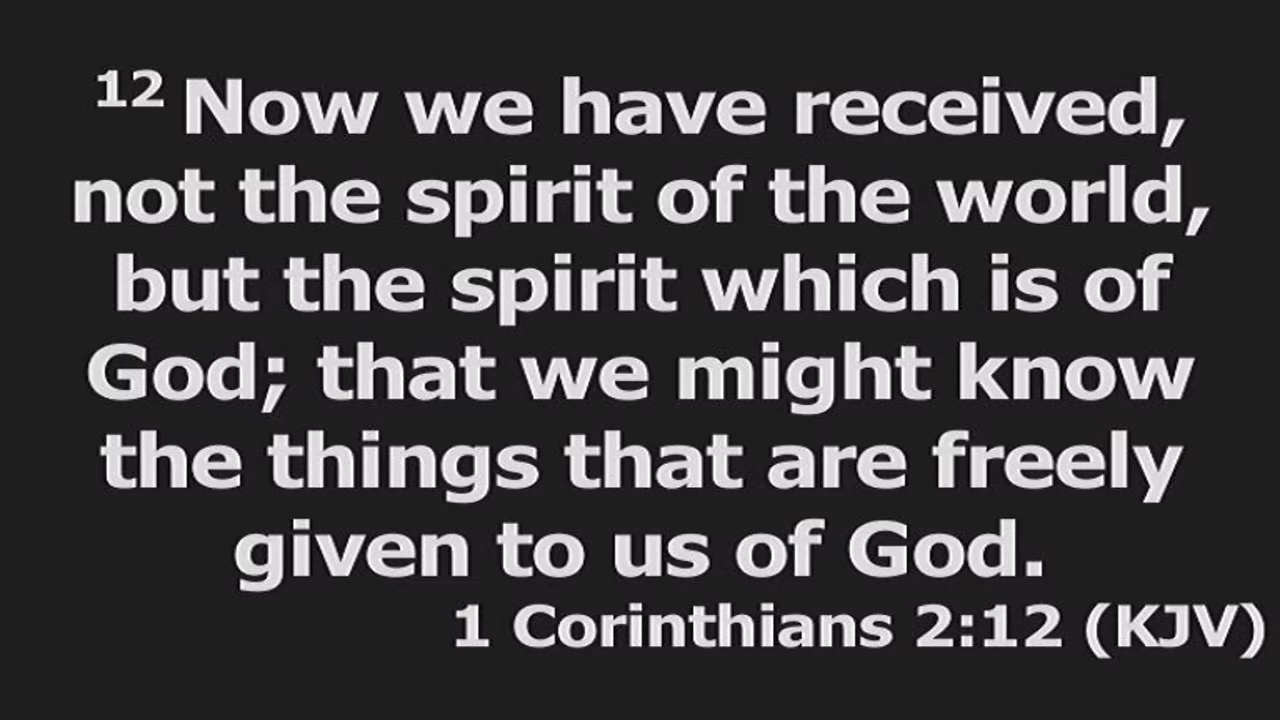 12 Now we have received,
not the spirit of the world,
but the spirit which is of
God; that we might know
the things that are freely
given to us of God.
1 Corinthians 2:12 (KJV)